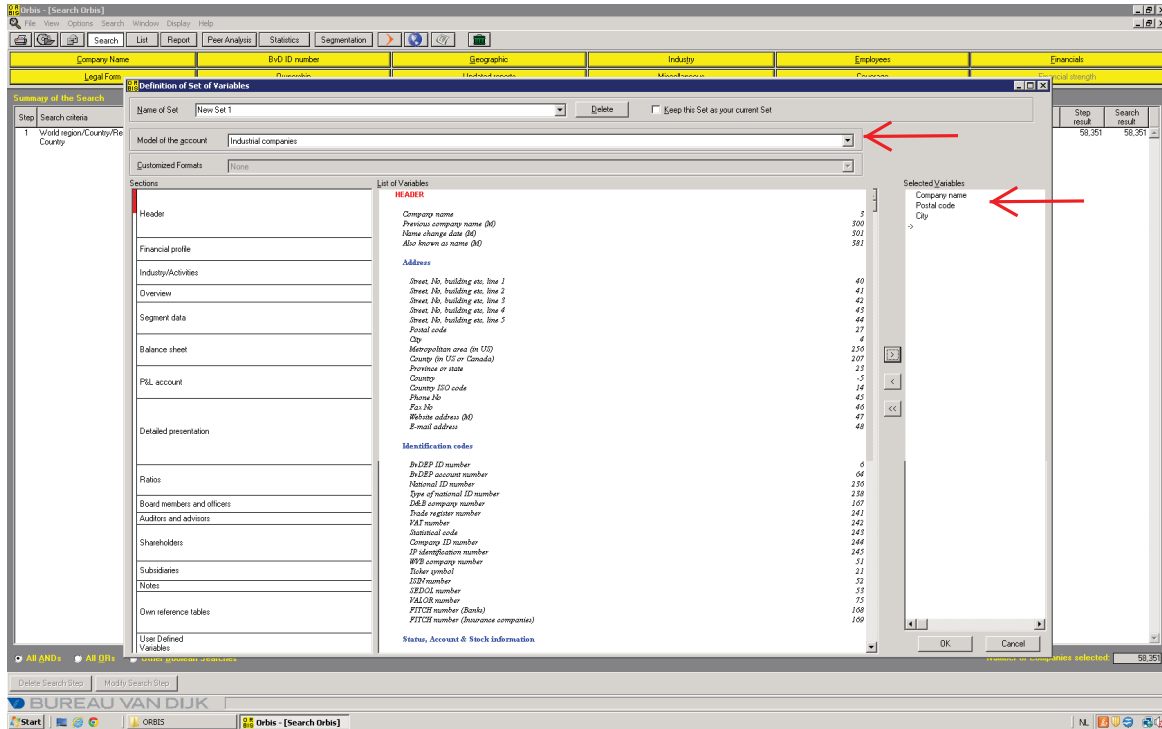 Orbis - [Search Orbis]
File View Options Search Window Display Help
Search List Report Peer Analysis Statistics Segmentation
Company Name BvD ID number Geographic Industry Employees Financials
Legal Form Ownership Updated reports Miscellaneous Coverage Financial strength
Definition of Set of Variables
Summary of the Search
Name of Set New Set 1 Delete Keep this Set as your current Set
Step Search criteria Step result Search result
1 World region/Country/Re 58,351 58,351
Country
Model of the account Industrial companies
Customized Formats None
Sections List of Variables Selected Variables
Header
Financial profile
Industry/Activities
Overview
Segment data
Balance sheet
P&L account
Detailed presentation
Ratios
Board members and officers
Auditors and advisors
Shareholders
Subsidiaries
Notes
Own reference tables
User Defined
Variables
HEADER
Company name 3
Previous company name (M) 300
Name change date (M) 301
Also known as name (M) 381
Address
Street, No, building etc, line 1 40
Street, No, building etc, line 2 41
Street, No, building etc, line 3 42
Street, No, building etc, line 4 43
Street, No, building etc, line 5 44
Postal code 27
City 4
Metropolitan area (in US) 256
County (in US or Canada) 207
Province or state 23
Country -5
Country ISO code 14
Phone No 45
Fax No 46
Website address (M) 47
E-mail address 48
Identification codes
BvDEP ID number 6
BvDEP account number 64
National ID number 236
Type of national ID number 238
D&B company number 167
Trade register number 241
VAT number 242
Statistical code 243
Company ID number 244
IP identification number 245
WVB company number 51
Ticker symbol 21
ISIN number 52
SEDOL number 53
VALOR number 75
FITCH number (Banks) 168
FITCH number (Insurance companies) 169
Status, Account & Stock information
Company name
Postal code
City
->
>
<
<<
OK Cancel
All ANDs All ORs Other Boolean Searches Number of Companies selected: 58,351
Delete Search Step Modify Search Step
BUREAU VAN DIJK
Start ORBIS Orbis - [Search Orbis] NL